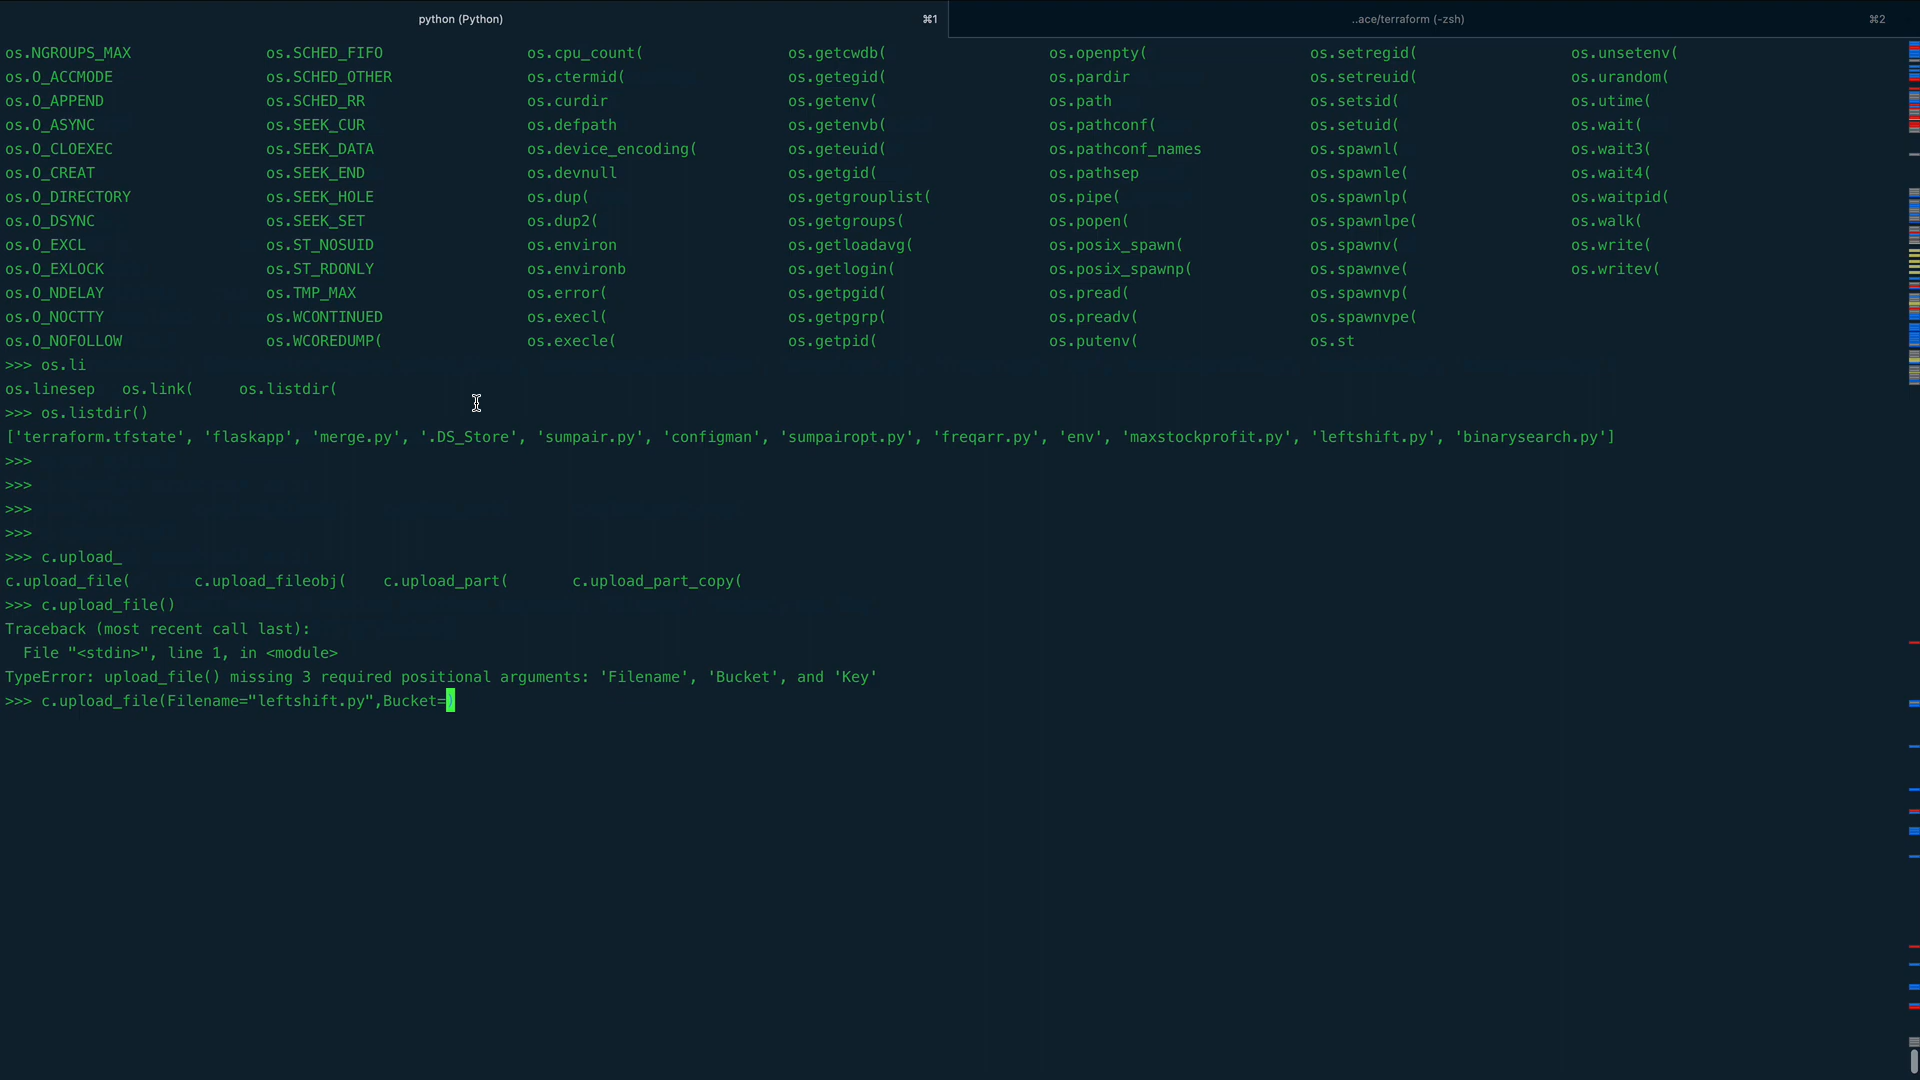 python (Python) ⌘1 ..ace/terraform (-zsh) ⌘2
os.NGROUPS_MAX os.SCHED_FIFO os.cpu_count( os.getcwdb( os.openpty( os.setregid( os.unsetenv(
os.O_ACCMODE os.SCHED_OTHER os.ctermid( os.getegid( os.pardir os.setreuid( os.urandom(
os.O_APPEND os.SCHED_RR os.curdir os.getenv( os.path os.setsid( os.utime(
os.O_ASYNC os.SEEK_CUR os.defpath os.getenvb( os.pathconf( os.setuid( os.wait(
os.O_CLOEXEC os.SEEK_DATA os.device_encoding( os.geteuid( os.pathconf_names os.spawnl( os.wait3(
os.O_CREAT os.SEEK_END os.devnull os.getgid( os.pathsep os.spawnle( os.wait4(
os.O_DIRECTORY os.SEEK_HOLE os.dup( os.getgrouplist( os.pipe( os.spawnlp( os.waitpid(
os.O_DSYNC os.SEEK_SET os.dup2( os.getgroups( os.popen( os.spawnlpe( os.walk(
os.O_EXCL os.ST_NOSUID os.environ os.getloadavg( os.posix_spawn( os.spawnv( os.write(
os.O_EXLOCK os.ST_RDONLY os.environb os.getlogin( os.posix_spawnp( os.spawnve( os.writev(
os.O_NDELAY os.TMP_MAX os.error( os.getpgid( os.pread( os.spawnvp(
os.O_NOCTTY os.WCONTINUED os.execl( os.getpgrp( os.preadv( os.spawnvpe(
os.O_NOFOLLOW os.WCOREDUMP( os.execle( os.getpid( os.putenv( os.st
>>> os.li
os.linesep os.link( os.listdir(
>>> os.listdir()
['terraform.tfstate', 'flaskapp', 'merge.py', '.DS_Store', 'sumpair.py', 'configman', 'sumpairopt.py', 'freqarr.py', 'env', 'maxstockprofit.py', 'leftshift.py', 'binarysearch.py']
>>>
>>>
>>>
>>>
>>> c.upload_
c.upload_file( c.upload_fileobj( c.upload_part( c.upload_part_copy(
>>> c.upload_file()
Traceback (most recent call last):
File "<stdin>", line 1, in <module>
TypeError: upload_file() missing 3 required positional arguments: 'Filename', 'Bucket', and 'Key'
>>> c.upload_file(Filename="leftshift.py",Bucket=)